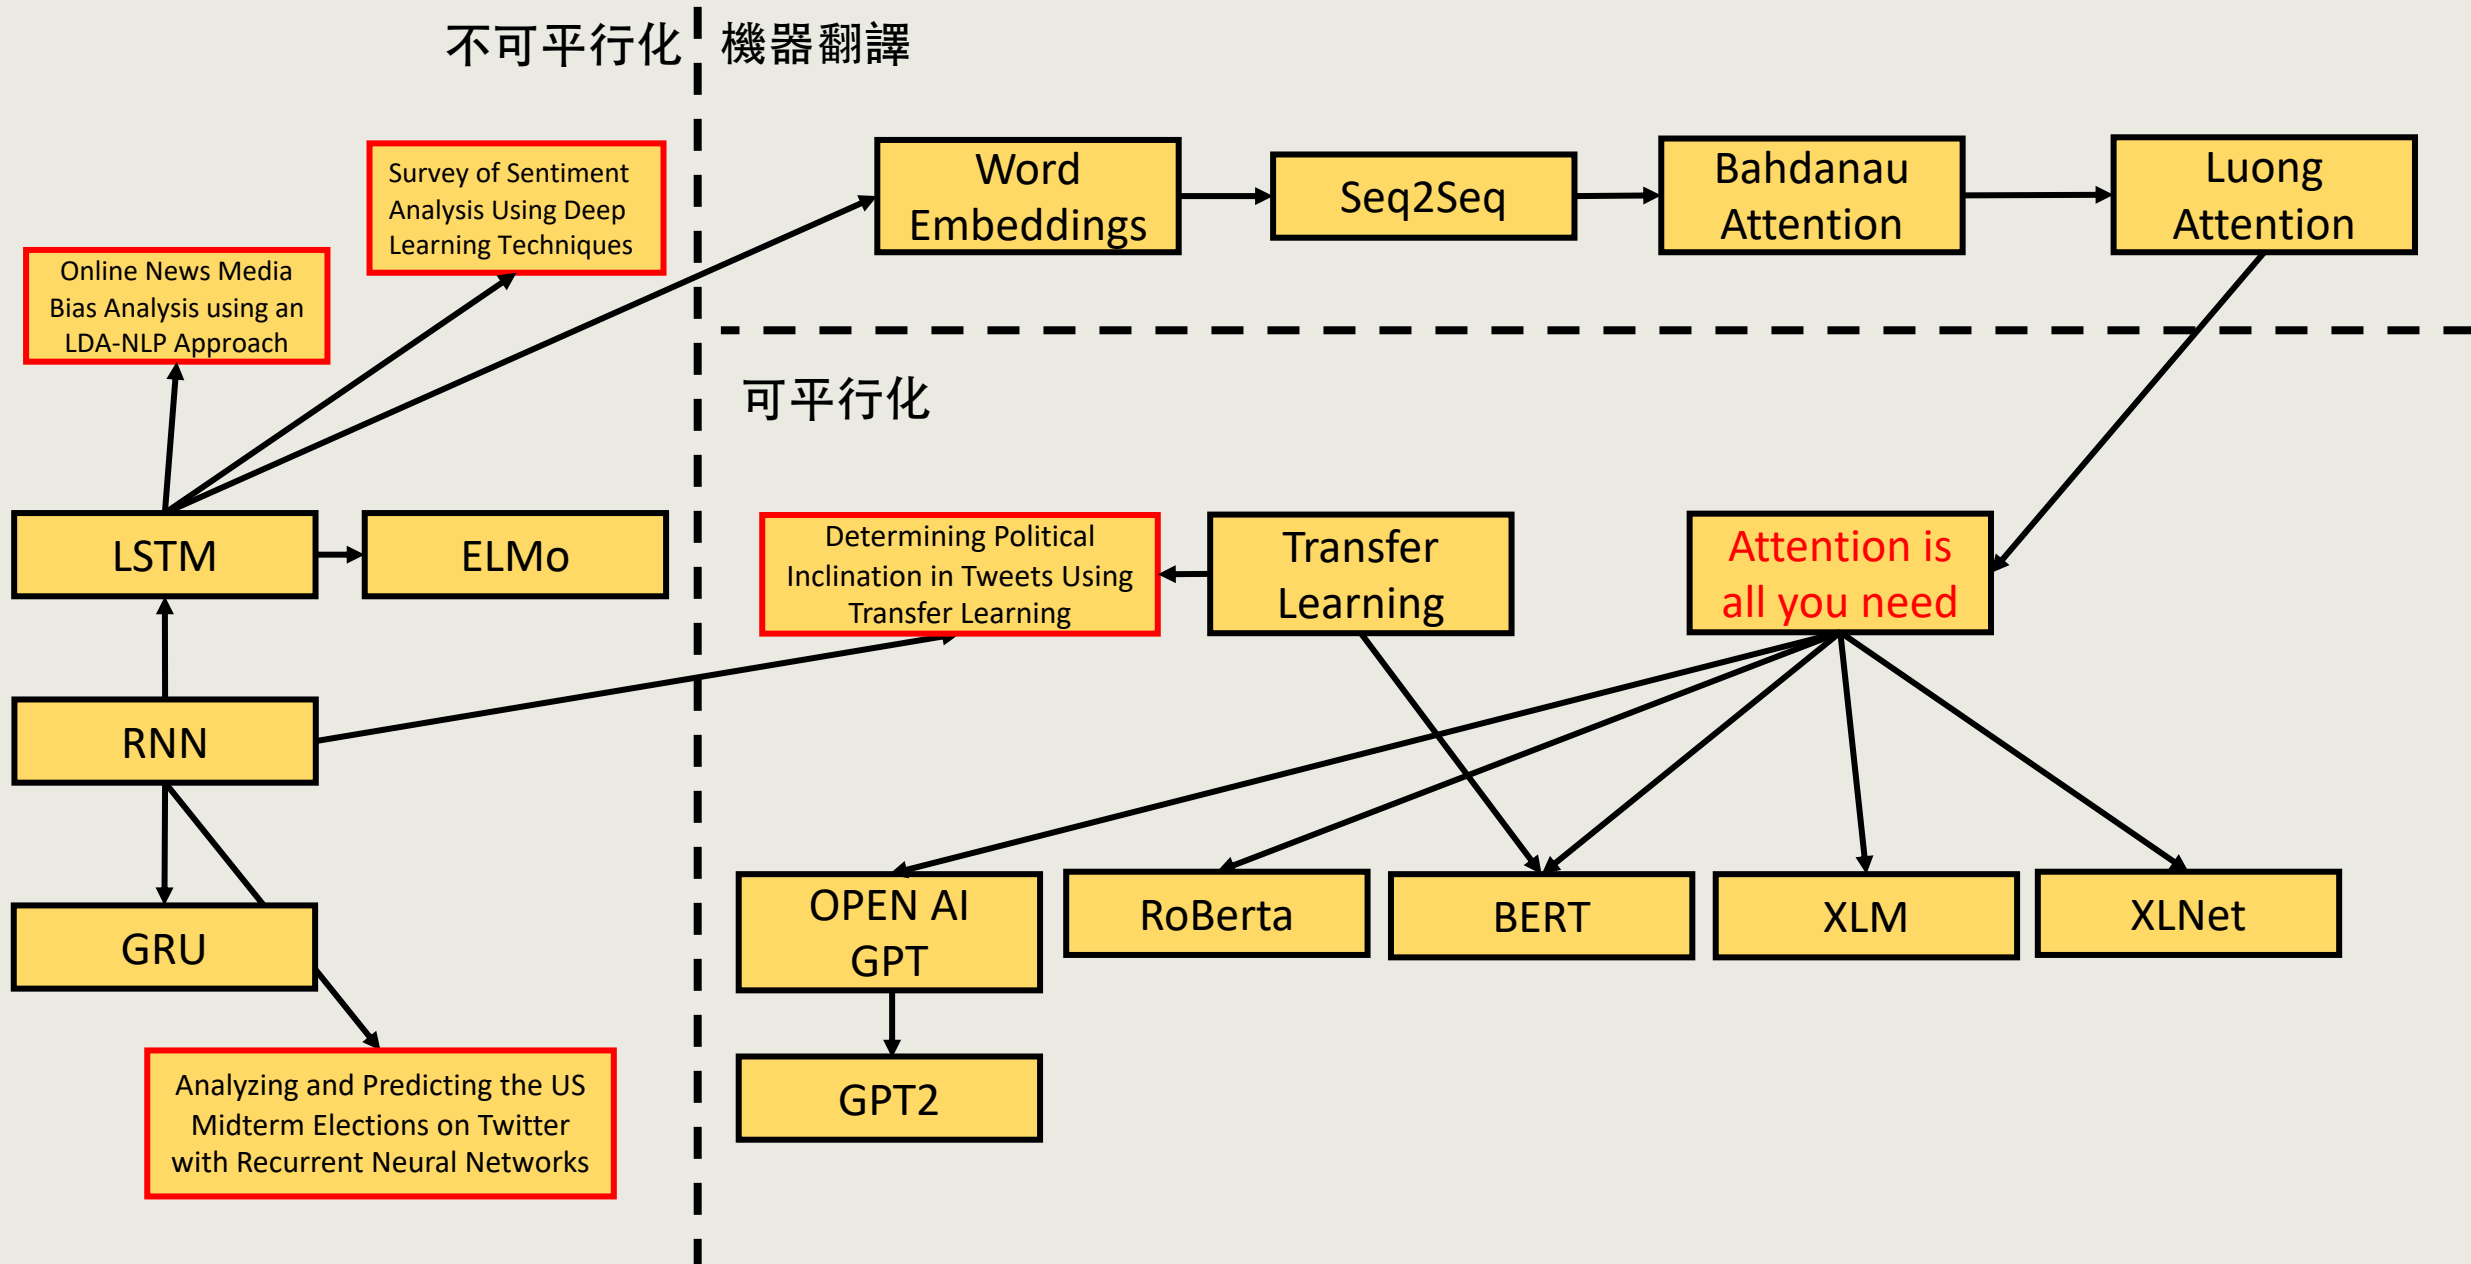 不可平行化
機器翻譯
Survey of Sentiment
Analysis Using Deep
Learning Techniques
Online News Media
Bias Analysis using an
LDA-NLP Approach
Word
Embeddings
Seq2Seq
Bahdanau
Attention
Luong
Attention
可平行化
LSTM
ELMo
Determining Political
Inclination in Tweets Using
Transfer Learning
Transfer
Learning
Attention is
all you need
RNN
GRU
OPEN AI
GPT
RoBerta
BERT
XLM
XLNet
GPT2
Analyzing and Predicting the US
Midterm Elections on Twitter
with Recurrent Neural Networks